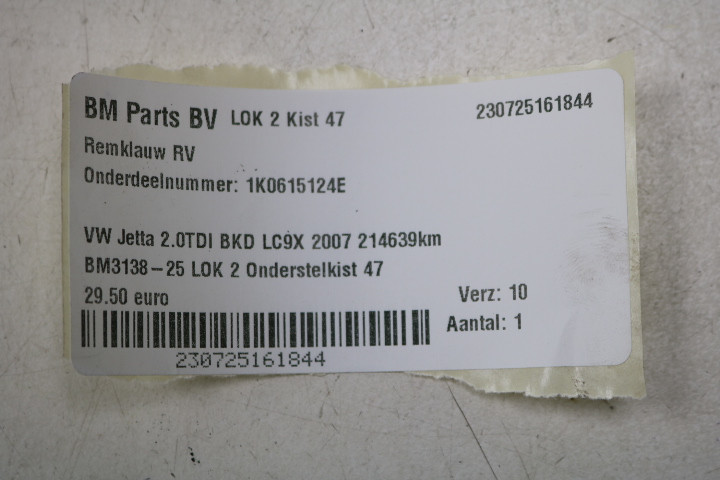 BM Parts BV LOK 2 Kist 47 230725161844
Remklauw RV
Onderdeelnummer: 1K0615124E
VW Jetta 2.0TDI BKD LC9X 2007 214639km
BM3138-25 LOK 2 Onderstelkist 47
29.50 euro Verz: 10
Aantal: 1
230725161844